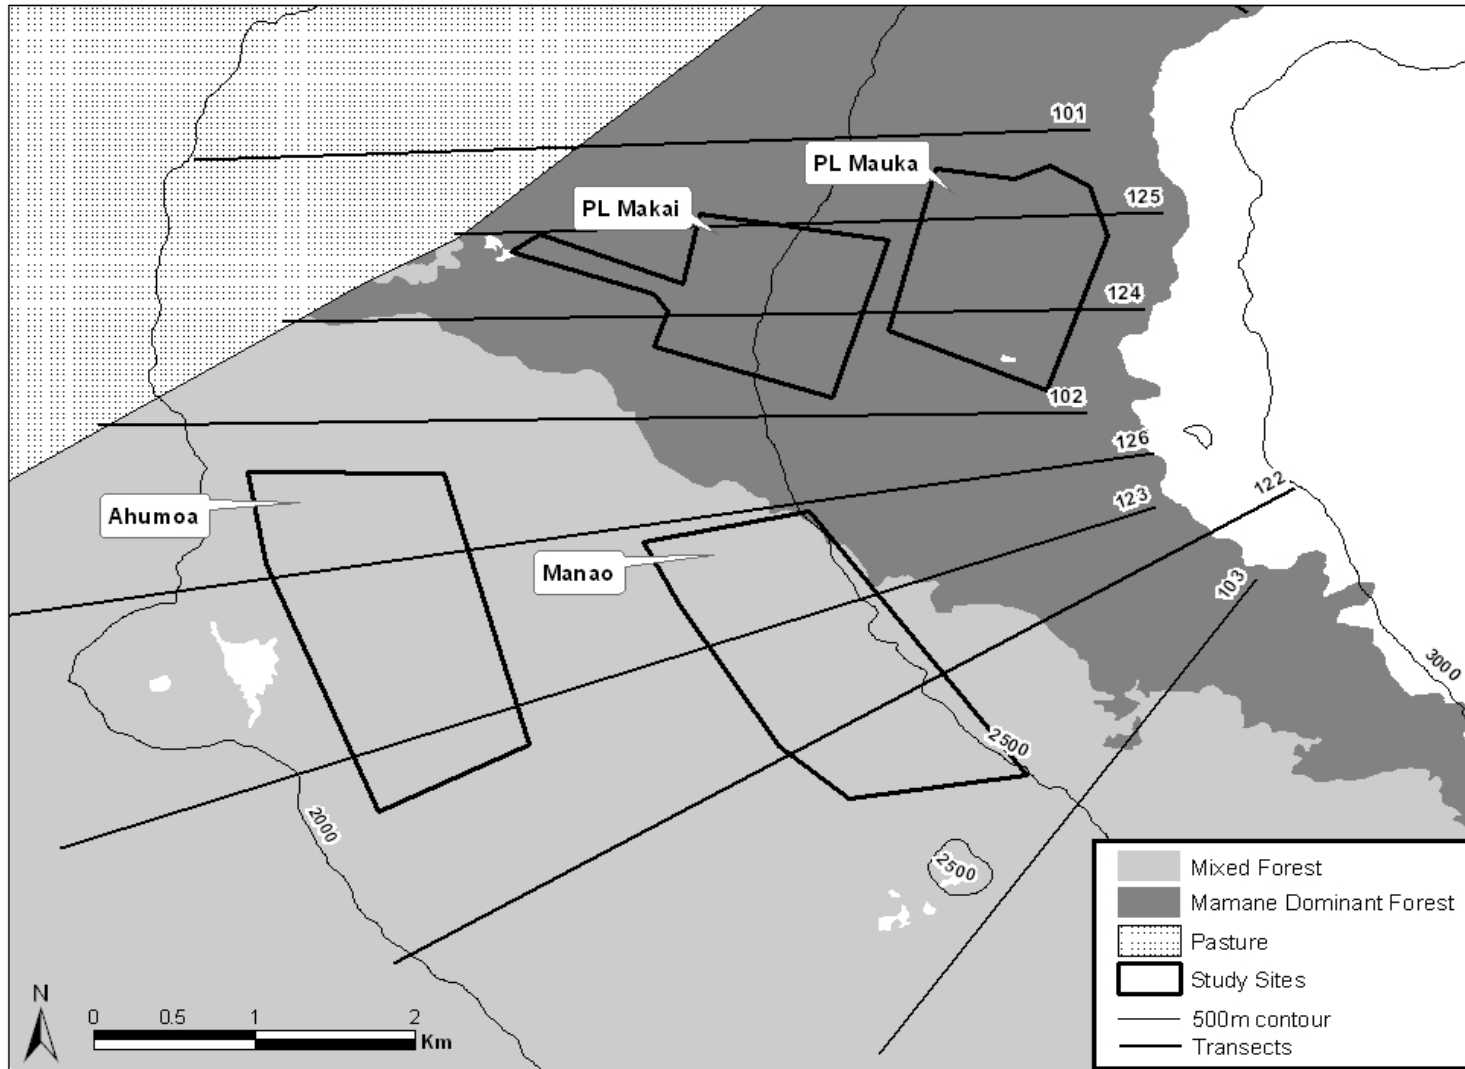 101
PL Mauka
125
PL Makai
124
102
126
122
123
Ahumoa
Manao
103
3000
2500
2000
2500
Mixed Forest
Mamane Dominant Forest
Pasture
Study Sites
500m contour
Transects
N
0 0.5 1 2
Km